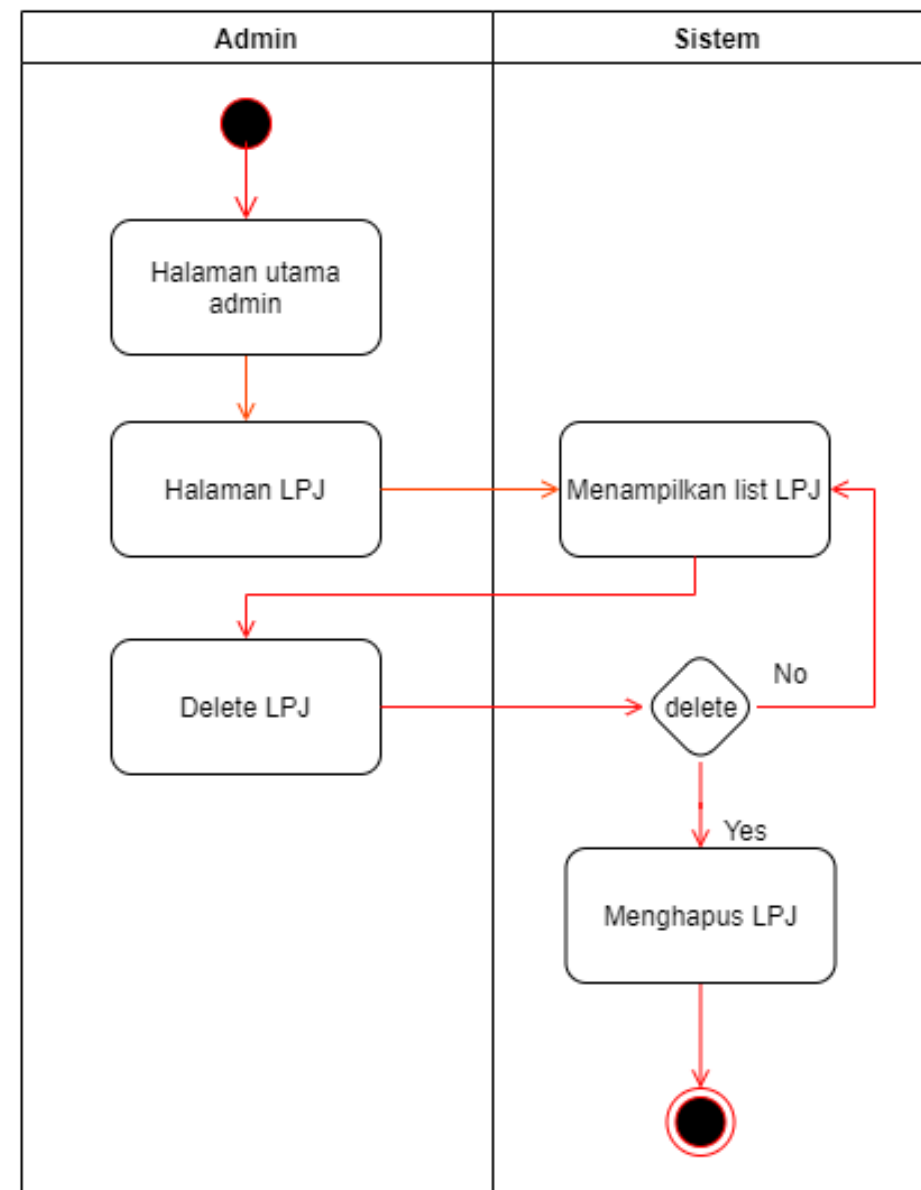 Admin
Sistem
Halaman utama
admin
Halaman LPJ
Menampilkan list LPJ
Delete LPJ
delete
No
Yes
Menghapus LPJ